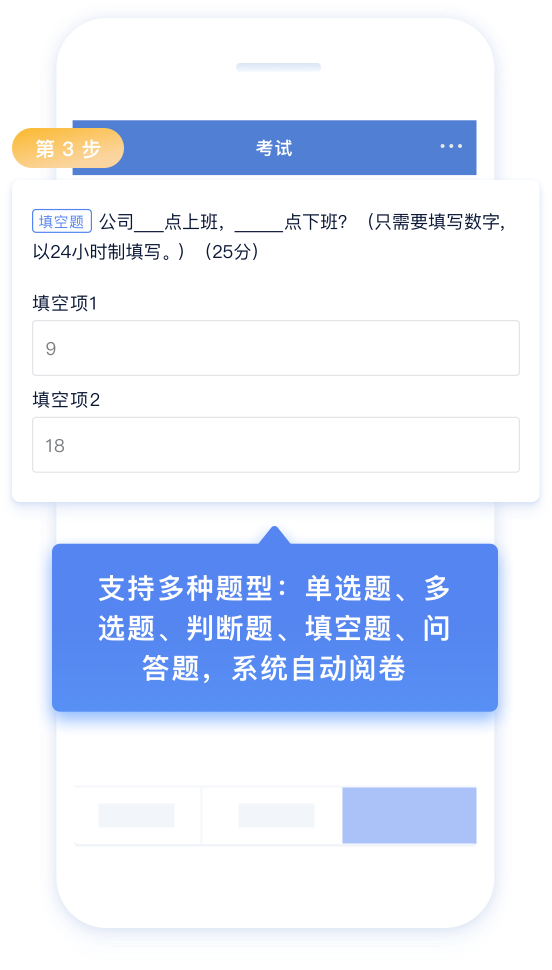 考试
第 3 步
填空题 公司___点上班，_____点下班？（只需要填写数字，
以24小时制填写。）（25分）
填空项1
9
填空项2
18
支持多种题型：单选题、多
选题、判断题、填空题、问
答题，系统自动阅卷